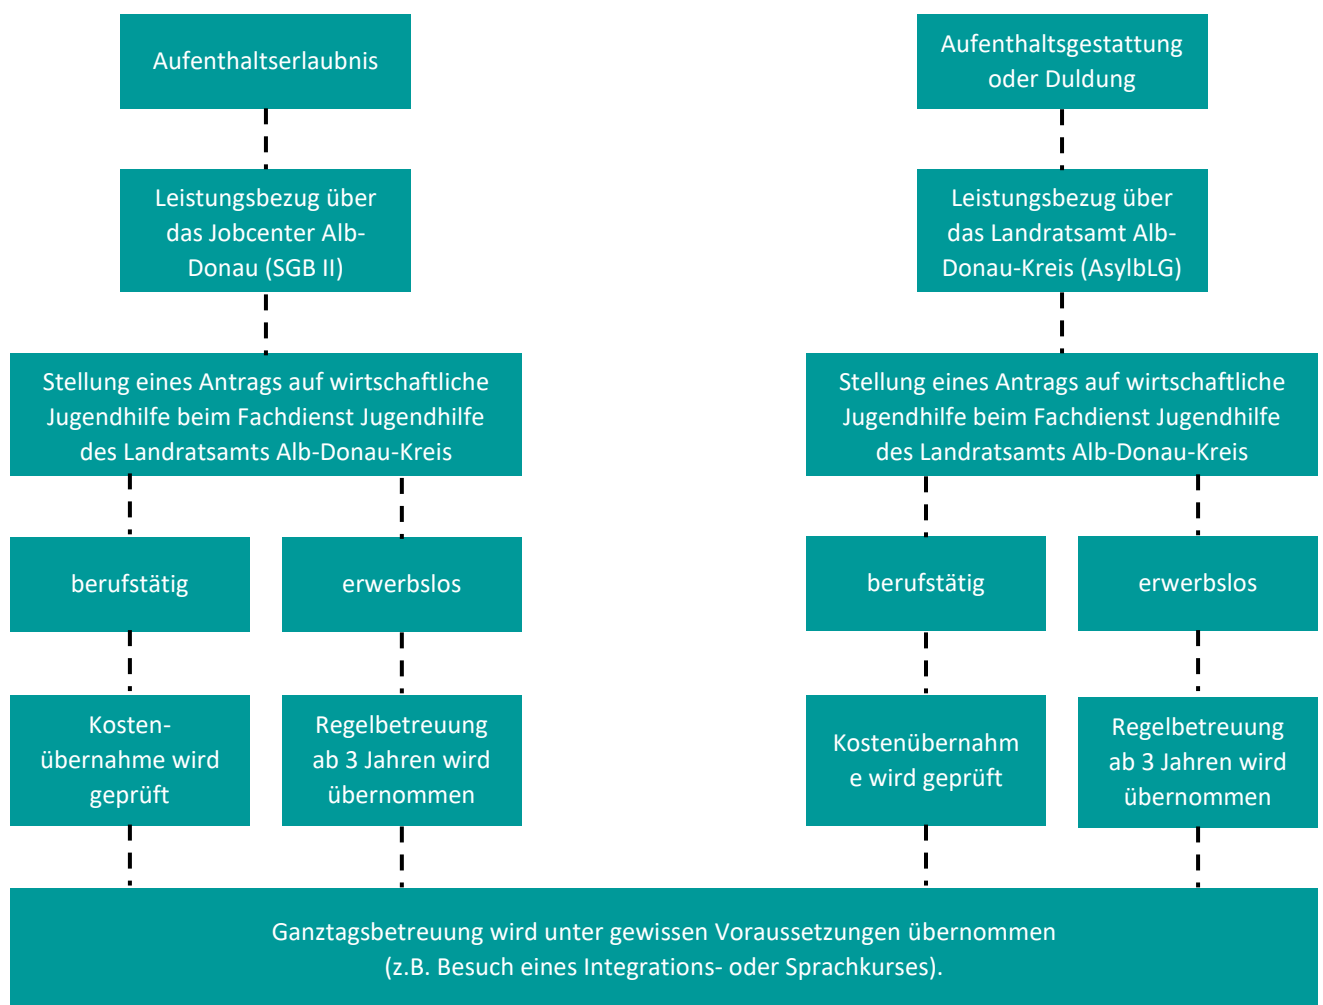 Aufenthaltserlaubnis
Aufenthaltsgestattung
oder Duldung
Leistungsbezug über
das Jobcenter Alb-
Donau (SGB II)
Leistungsbezug über
das Landratsamt Alb-
Donau-Kreis (AsylbLG)
Stellung eines Antrags auf wirtschaftliche
Jugendhilfe beim Fachdienst Jugendhilfe
des Landratsamts Alb-Donau-Kreis
Stellung eines Antrags auf wirtschaftliche
Jugendhilfe beim Fachdienst Jugendhilfe
des Landratsamts Alb-Donau-Kreis
berufstätig
erwerbslos
berufstätig
erwerbslos
Kosten-
übernahme wird
geprüft
Regelbetreuung
ab 3 Jahren wird
übernommen
Kostenübernahm
e wird geprüft
Regelbetreuung
ab 3 Jahren wird
übernommen
Ganztagsbetreuung wird unter gewissen Voraussetzungen übernommen
(z.B. Besuch eines Integrations- oder Sprachkurses).